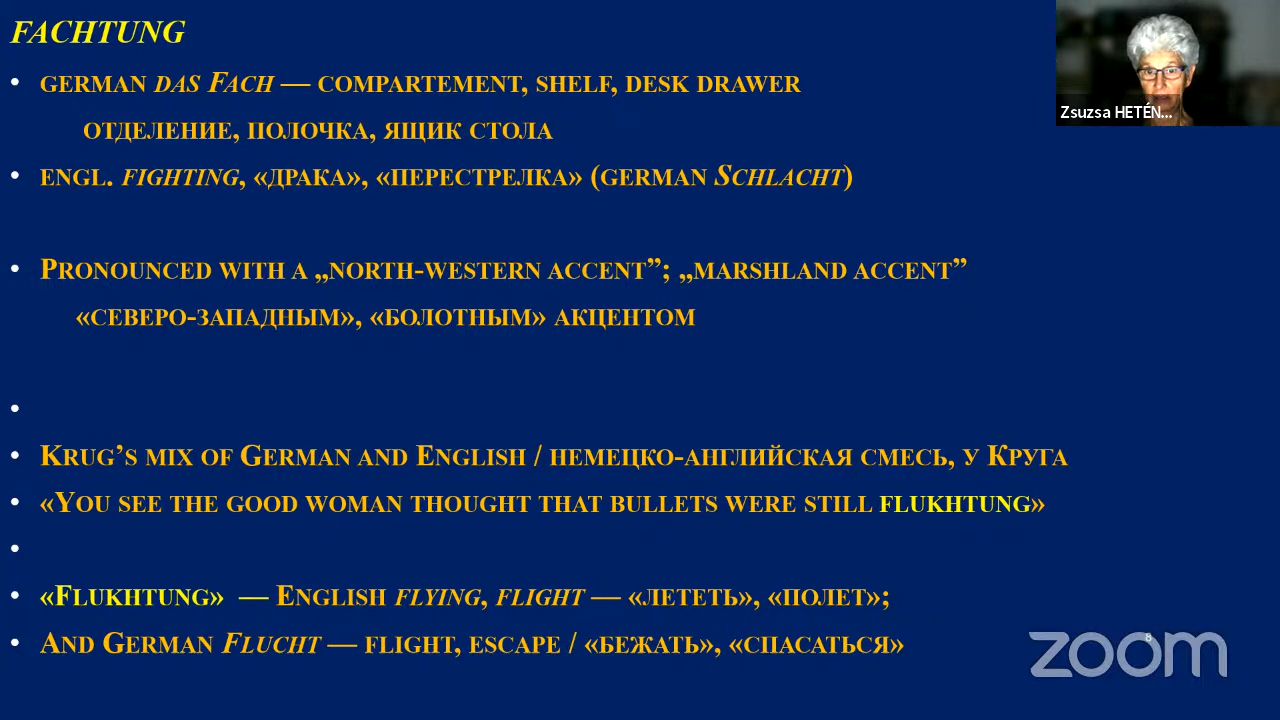 FACHTUNG
• GERMAN DAS FACH — COMPARTEMENT, SHELF, DESK DRAWER
ОТДЕЛЕНИЕ, ПОЛОЧКА, ЯЩИК СТОЛА
• ENGL. FIGHTING, «ДРАКА», «ПЕРЕСТРЕЛКА» (GERMAN SCHLACHT)
• PRONOUNCED WITH A „NORTH-WESTERN ACCENT”; „MARSHLAND ACCENT”
«СЕВЕРО-ЗАПАДНЫМ», «БОЛОТНЫМ» АКЦЕНТОМ
•
• KRUG’S MIX OF GERMAN AND ENGLISH / НЕМЕЦКО-АНГЛИЙСКАЯ СМЕСЬ, У КРУГА
• «YOU SEE THE GOOD WOMAN THOUGHT THAT BULLETS WERE STILL FLUKHTUNG»
•
• «FLUKHTUNG» — ENGLISH FLYING, FLIGHT — «ЛЕТЕТЬ», «ПОЛЕТ»;
• AND GERMAN FLUCHT — FLIGHT, ESCAPE / «БЕЖАТЬ», «СПАСАТЬСЯ»
Zsuzsa HETÉN...
8
zoom